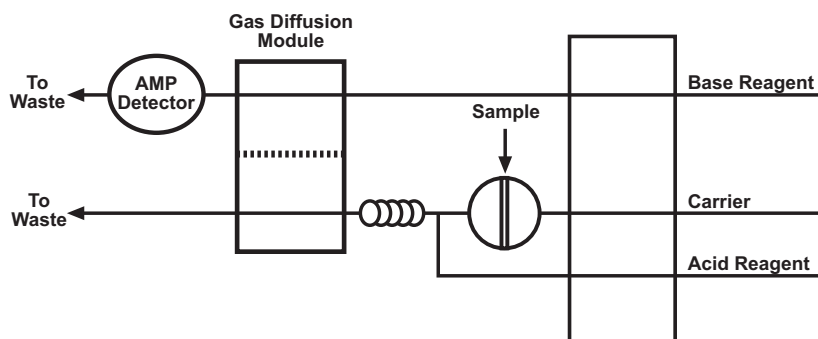 Gas Diffusion
Module
To
Waste
AMP
Detector
Base Reagent
Sample
To
Waste
Carrier
Acid Reagent